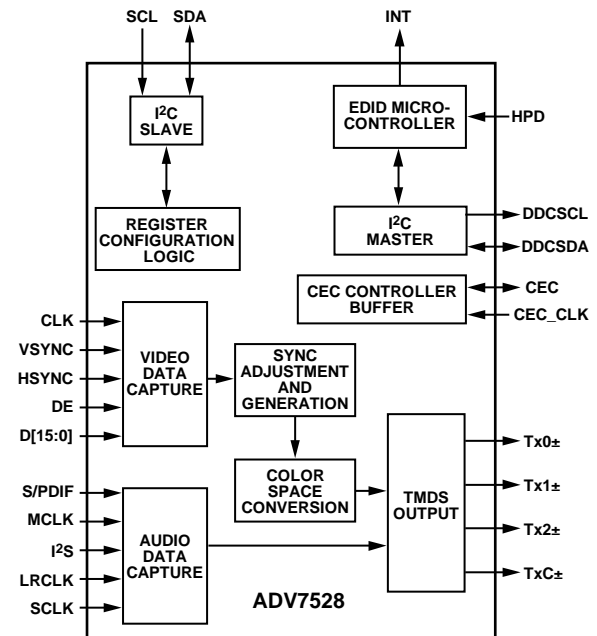 SCL SDA INT
I²C
SLAVE
EDID MICRO-
CONTROLLER
HPD
REGISTER
CONFIGURATION
LOGIC
I²C
MASTER
DDCSCL
DDCSDA
CEC CONTROLLER
BUFFER
CEC
CEC_CLK
CLK
VSYNC
HSYNC
DE
D[15:0]
VIDEO
DATA
CAPTURE
SYNC
ADJUSTMENT
AND
GENERATION
COLOR
SPACE
CONVERSION
TMDS
OUTPUT
Tx0±
Tx1±
Tx2±
TxC±
S/PDIF
MCLK
I²S
LRCLK
SCLK
AUDIO
DATA
CAPTURE
ADV7528